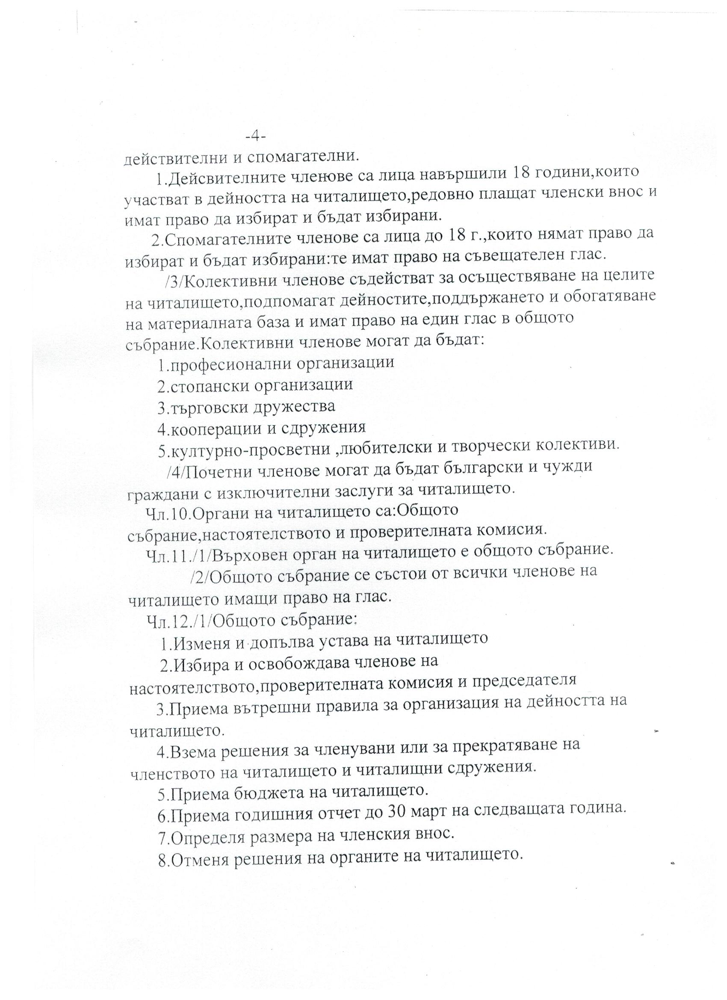 -4-
действителни и спомагателни.
1.Дейсвителните членове са лица навършили 18 години,които
участват в дейността на читалището,редовно плащат членски внос и
имат право да избират и бъдат избирани.
2.Спомагателните членове са лица до 18 г.,които нямат право да
избират и бъдат избирани:те имат право на съвещателен глас.
/3/Колективни членове съдействат за осъществяване на целите
на читалището,подпомагат дейностите,поддържането и обогатяване
на материалната база и имат право на един глас в общото
събрание.Колективни членове могат да бъдат:
1.професионални организации
2.стопански организации
3.търговски дружества
4.кооперации и сдружения
5.културно-просветни ,любителски и творчески колективи.
/4/Почетни членове могат да бъдат български и чужди
граждани с изключителни заслуги за читалището.
Чл.10.Органи на читалището са:Общото
събрание,настоятелството и проверителната комисия.
Чл.11./1/Върховен орган на читалището е общото събрание.
/2/Общото събрание се състои от всички членове на
читалището имащи право на глас.
Чл.12./1/Общото събрание:
1.Изменя и допълва устава на читалището
2.Избира и освобождава членове на
настоятелството,проверителната комисия и председателя
3.Приема вътрешни правила за организация на дейността на
читалището.
4.Взема решения за членувани или за прекратяване на
членството на читалището и читалищни сдружения.
5.Приема бюджета на читалището.
6.Приема годишния отчет до 30 март на следващата година.
7.Определя размера на членския внос.
8.Отменя решения на органите на читалището.